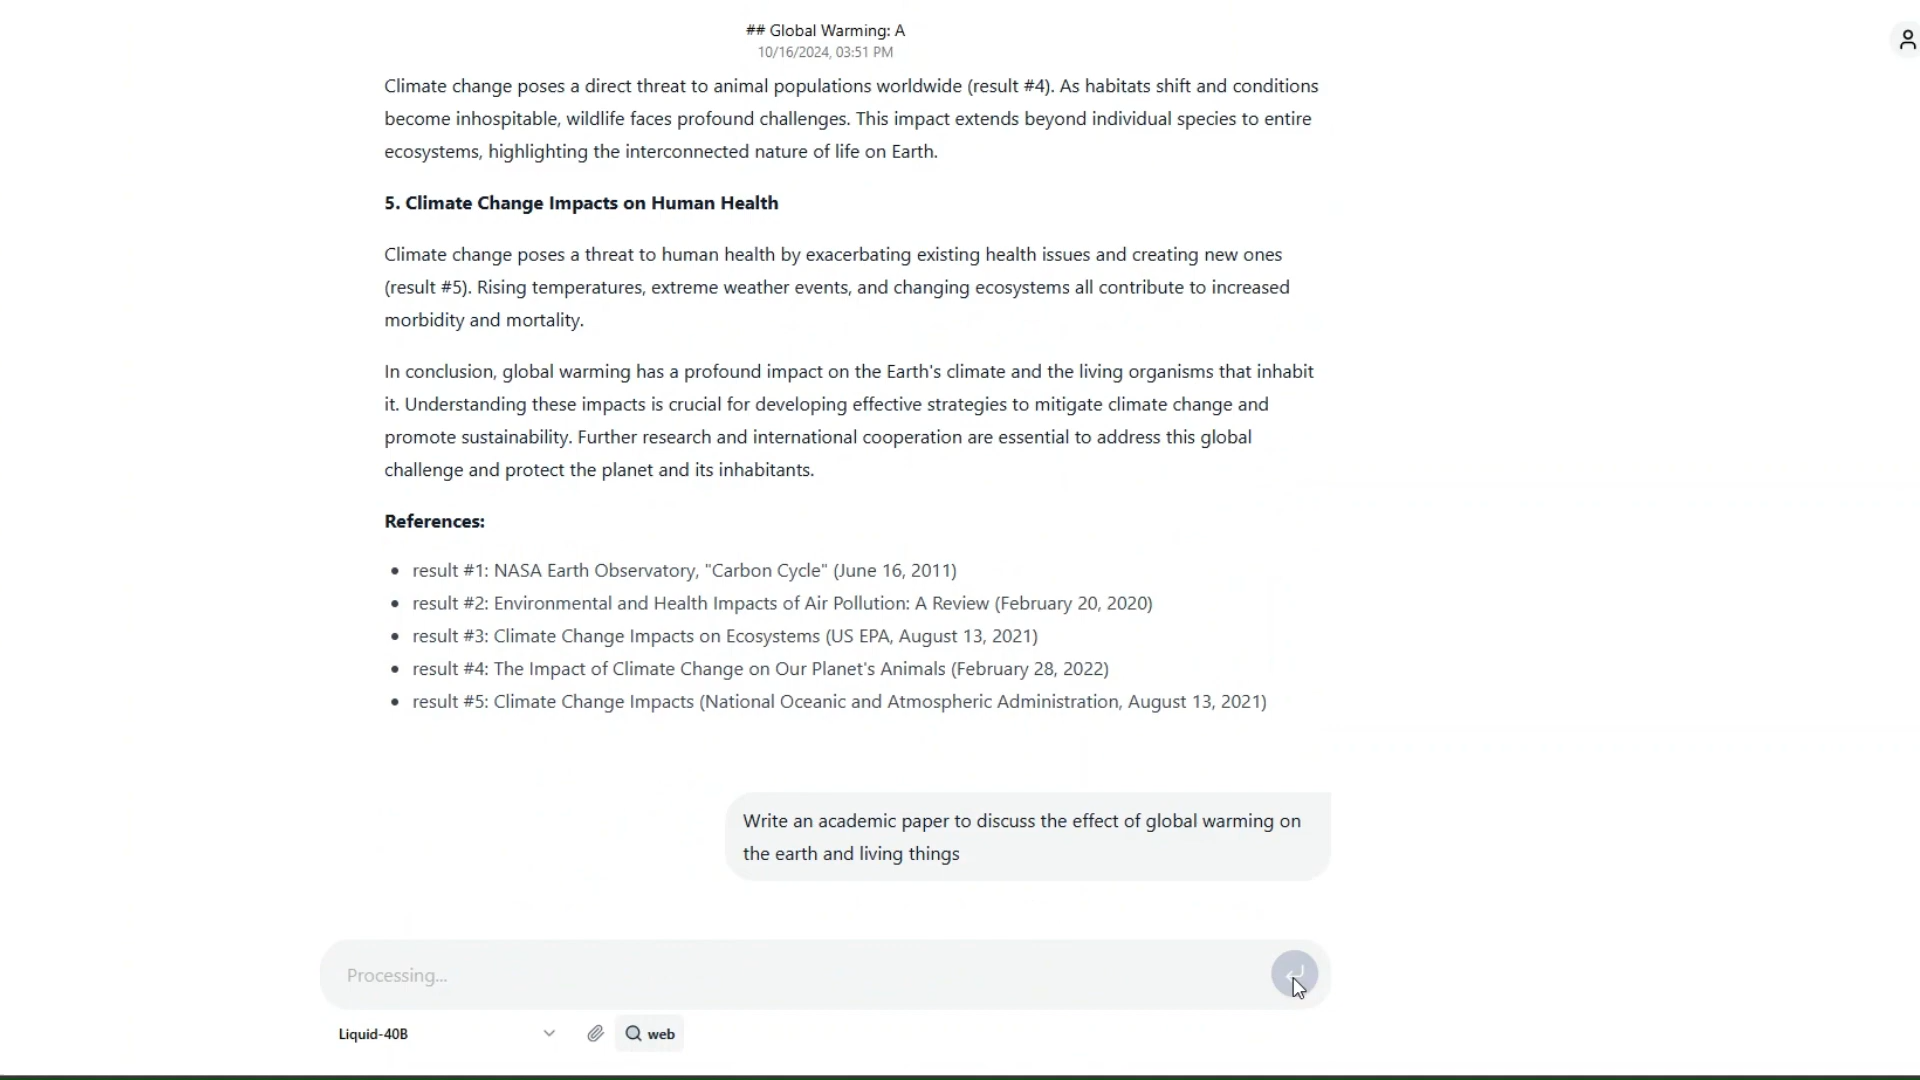 ## Global Warming: A
10/16/2024, 03:51 PM
Climate change poses a direct threat to animal populations worldwide (result #4). As habitats shift and conditions
become inhospitable, wildlife faces profound challenges. This impact extends beyond individual species to entire
ecosystems, highlighting the interconnected nature of life on Earth.
5. Climate Change Impacts on Human Health
Climate change poses a threat to human health by exacerbating existing health issues and creating new ones
(result #5). Rising temperatures, extreme weather events, and changing ecosystems all contribute to increased
morbidity and mortality.
In conclusion, global warming has a profound impact on the Earth's climate and the living organisms that inhabit
it. Understanding these impacts is crucial for developing effective strategies to mitigate climate change and
promote sustainability. Further research and international cooperation are essential to address this global
challenge and protect the planet and its inhabitants.
References:
• result #1: NASA Earth Observatory, "Carbon Cycle" (June 16, 2011)
• result #2: Environmental and Health Impacts of Air Pollution: A Review (February 20, 2020)
• result #3: Climate Change Impacts on Ecosystems (US EPA, August 13, 2021)
• result #4: The Impact of Climate Change on Our Planet's Animals (February 28, 2022)
• result #5: Climate Change Impacts (National Oceanic and Atmospheric Administration, August 13, 2021)
Write an academic paper to discuss the effect of global warming on
the earth and living things
Processing...
Liquid-40B
web